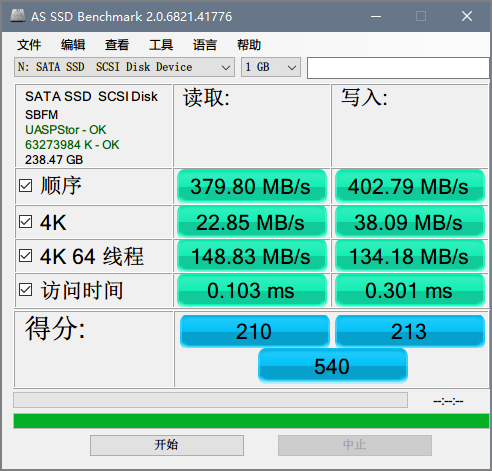 AS SSD Benchmark 2.0.6821.41776
文件 编辑 查看 工具 语言 帮助
N: SATA SSD SCSI Disk Device 1 GB
SATA SSD SCSI Disk
SBFM
UASPStor - OK
63273984 K - OK
238.47 GB
读取: 写入:
顺序 379.80 MB/s 402.79 MB/s
4K 22.85 MB/s 38.09 MB/s
4K 64 线程 148.83 MB/s 134.18 MB/s
访问时间 0.103 ms 0.301 ms
得分: 210 213
540
--:--:--
开始 中止